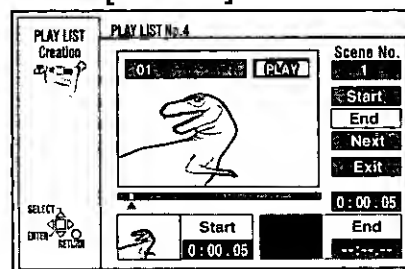 PLAY LIST
Creation
PLAY LIST No.4
01 PLAY
Scene No.
1
Start
End
Next
Exit
0:00.05
SELECT
ENTER
RETURN
Start
0:00.05
End
--:--.--